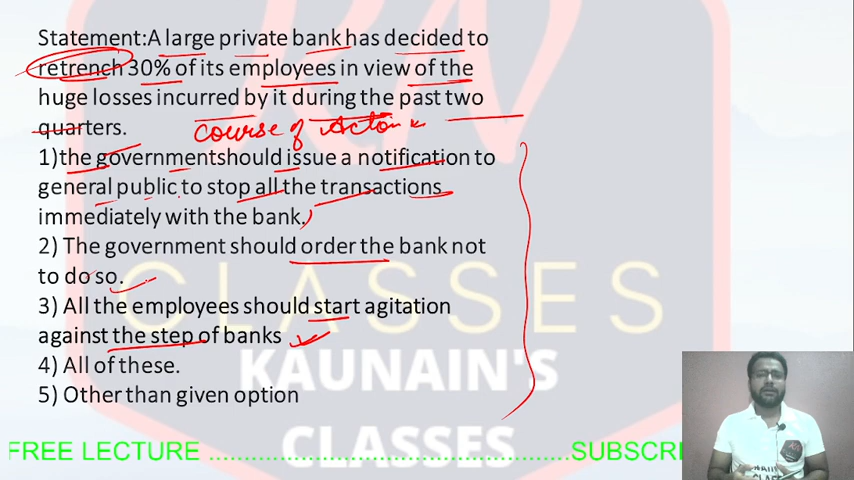 Statement:A large private bank has decided to
retrench 30% of its employees in view of the
huge losses incurred by it during the past two
quarters.
course of Acton
1)the governmentshould issue a notification to
general public to stop all the transactions
immediately with the bank.
2) The government should order the bank not
to do so.
3) All the employees should start agitation
against the step of banks
4) All of these.
5) Other than given option
KN
CLASSES
KAUNAIN'S
CLASSES
FREE LECTURE ..........................................SUBSCRI